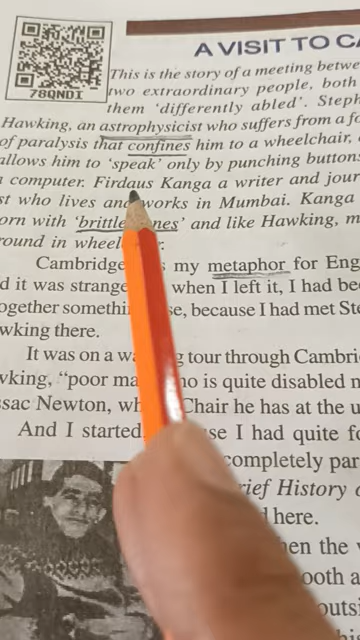 A VISIT TO CA
78QNDI
This is the story of a meeting betwe
two extraordinary people, both
them 'differently abled'. Steph
Hawking, an astrophysicist who suffers from a fo
of paralysis that confines him to a wheelchair,
allows him to 'speak' only by punching button
computer. Firdaus Kanga a writer and jour
st who lives and works in Mumbai. Kanga
orn with 'brittle nes' and like Hawking, m
round in wheel r.
Cambridge my metaphor for Eng
d it was strange when I left it, I had be
ogether somethi se, because I had met Ste
wking there.
It was on a wa g tour through Cambri
wking, "poor ma ho is quite disabled n
saac Newton, wh Chair he has at the u
And I started se I had quite fo
completely par
rief History
here.
hen the
ooth a
outsi